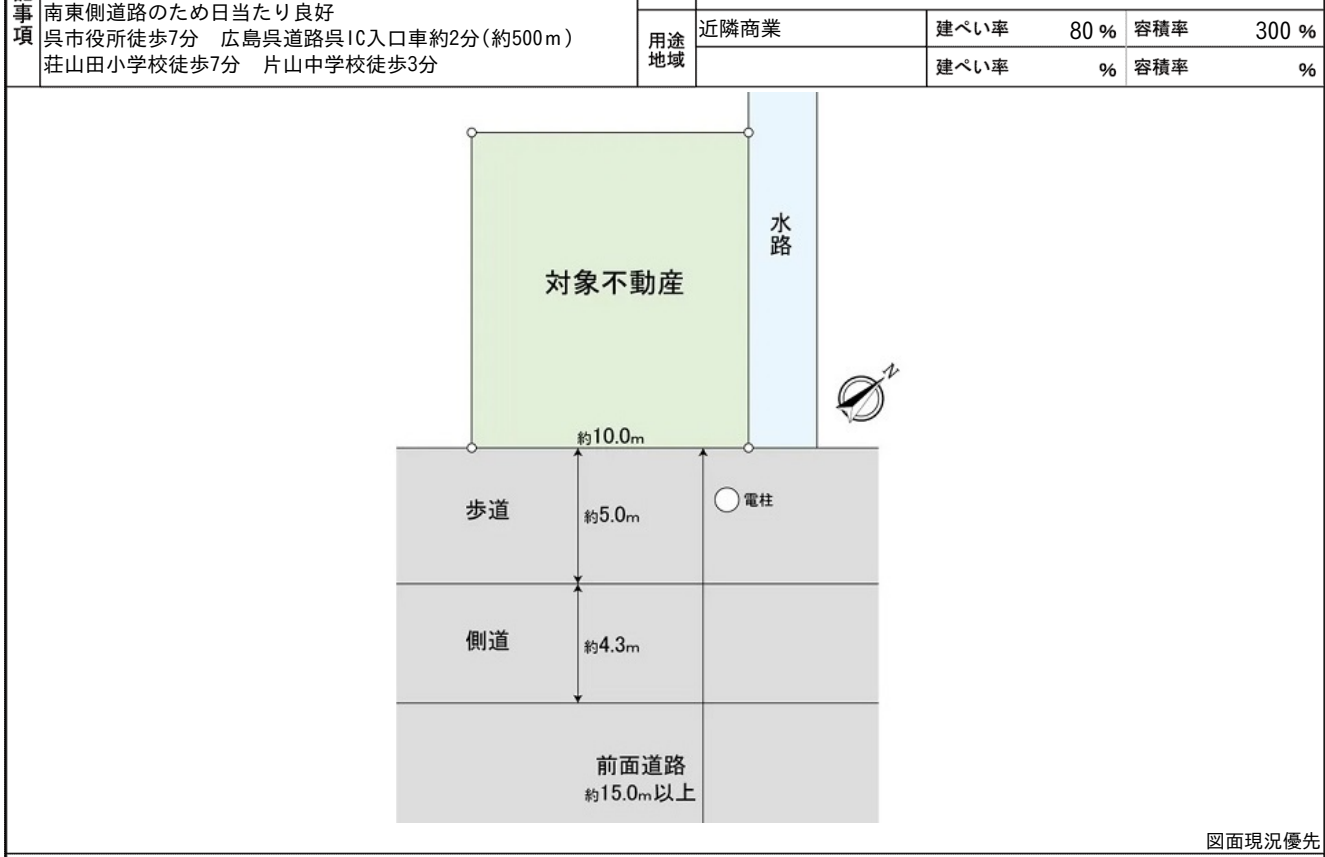 事項
南東側道路のため日当たり良好
呉市役所徒歩7分　広島呉道路呉IC入口車約2分(約500m)
荘山田小学校徒歩7分　片山中学校徒歩3分
用途地域
近隣商業
建ぺい率 80 % 容積率 300 %
建ぺい率 % 容積率 %
水路
対象不動産
N
約10.0m
歩道
約5.0m
電柱
側道
約4.3m
前面道路
約15.0m以上
図面現況優先